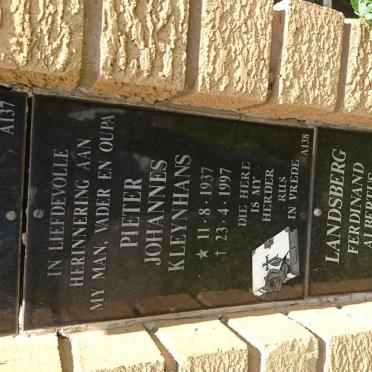 A137
IN LIEFDEVOLLE
HERINNERING AAN
MY MAN, VADER EN OUPA
PIETER
JOHANNES
KLEYNHANS
★ 11 - 8 - 1937
† 23 - 4 - 1997
DIE HERE
IS MY
HERDER
RUS
IN VREDE
A138
LANDSBERG
FERDINAND
ALBERTUS